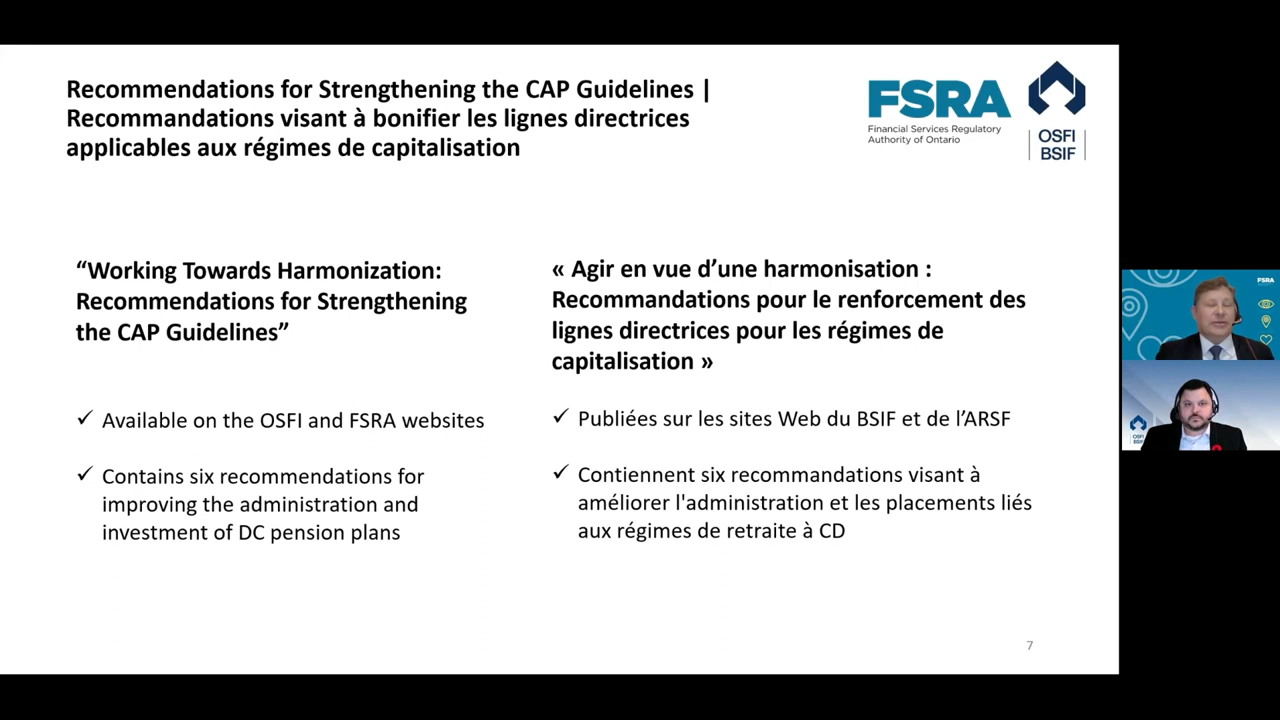 Recommendations for Strengthening the CAP Guidelines |
Recommandations visant à bonifier les lignes directrices
applicables aux régimes de capitalisation
FSRA
Financial Services Regulatory
Authority of Ontario
OSFI
BSIF
“Working Towards Harmonization:
Recommendations for Strengthening
the CAP Guidelines”
✓ Available on the OSFI and FSRA websites
✓ Contains six recommendations for
improving the administration and
investment of DC pension plans
« Agir en vue d’une harmonisation :
Recommandations pour le renforcement des
lignes directrices pour les régimes de
capitalisation »
✓ Publiées sur les sites Web du BSIF et de l’ARSF
✓ Contiennent six recommandations visant à
améliorer l'administration et les placements liés
aux régimes de retraite à CD
7
FSRA
OSFI
BSIF